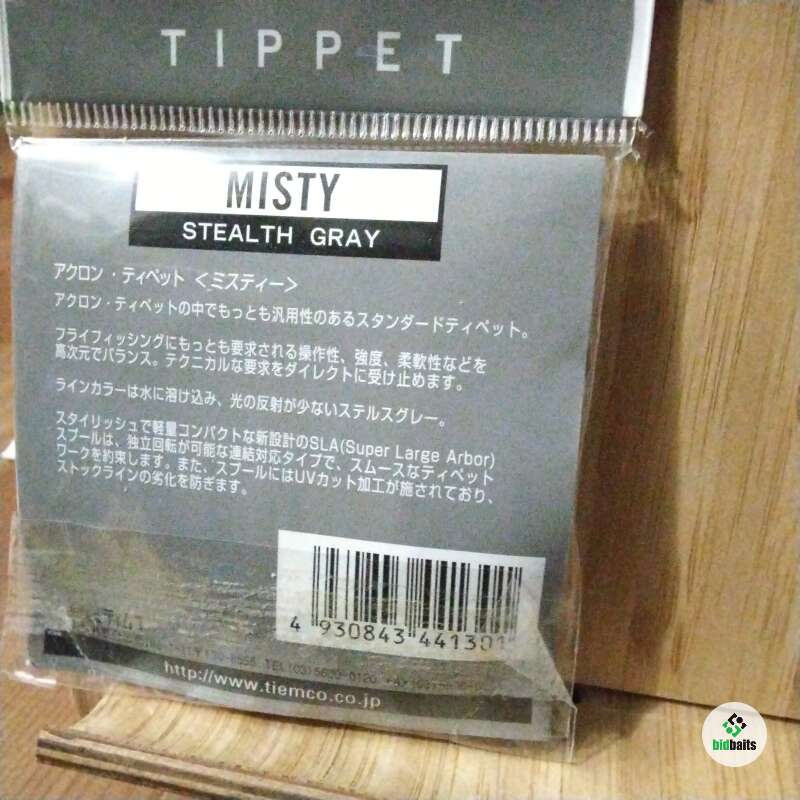 TIPPET
MISTY
STEALTH GRAY
アクロン・ティペット <ミスティー>
アクロン・ティペットの中でもっとも汎用性のあるスタンダードティペット。
フライフィッシングにもっとも要求される操作性、強度、柔軟性などを
高次元でバランス。テクニカルな要求をダイレクトに受け止めます。
ラインカラーは水に溶け込み、光の反射が少ないステルスグレー。
スタイリッシュで軽量コンパクトな新設計のSLA(Super Large Arbor)
スプールは、独立回転が可能な連結対応タイプで、スムースなティペット
ワークを約束します。また、スプールにはUVカット加工が施されており、
ストックラインの劣化を防ぎます。
4 930843 441301
TEL(03)5600-0120
http://www.tiemco.co.jp
bidbaits